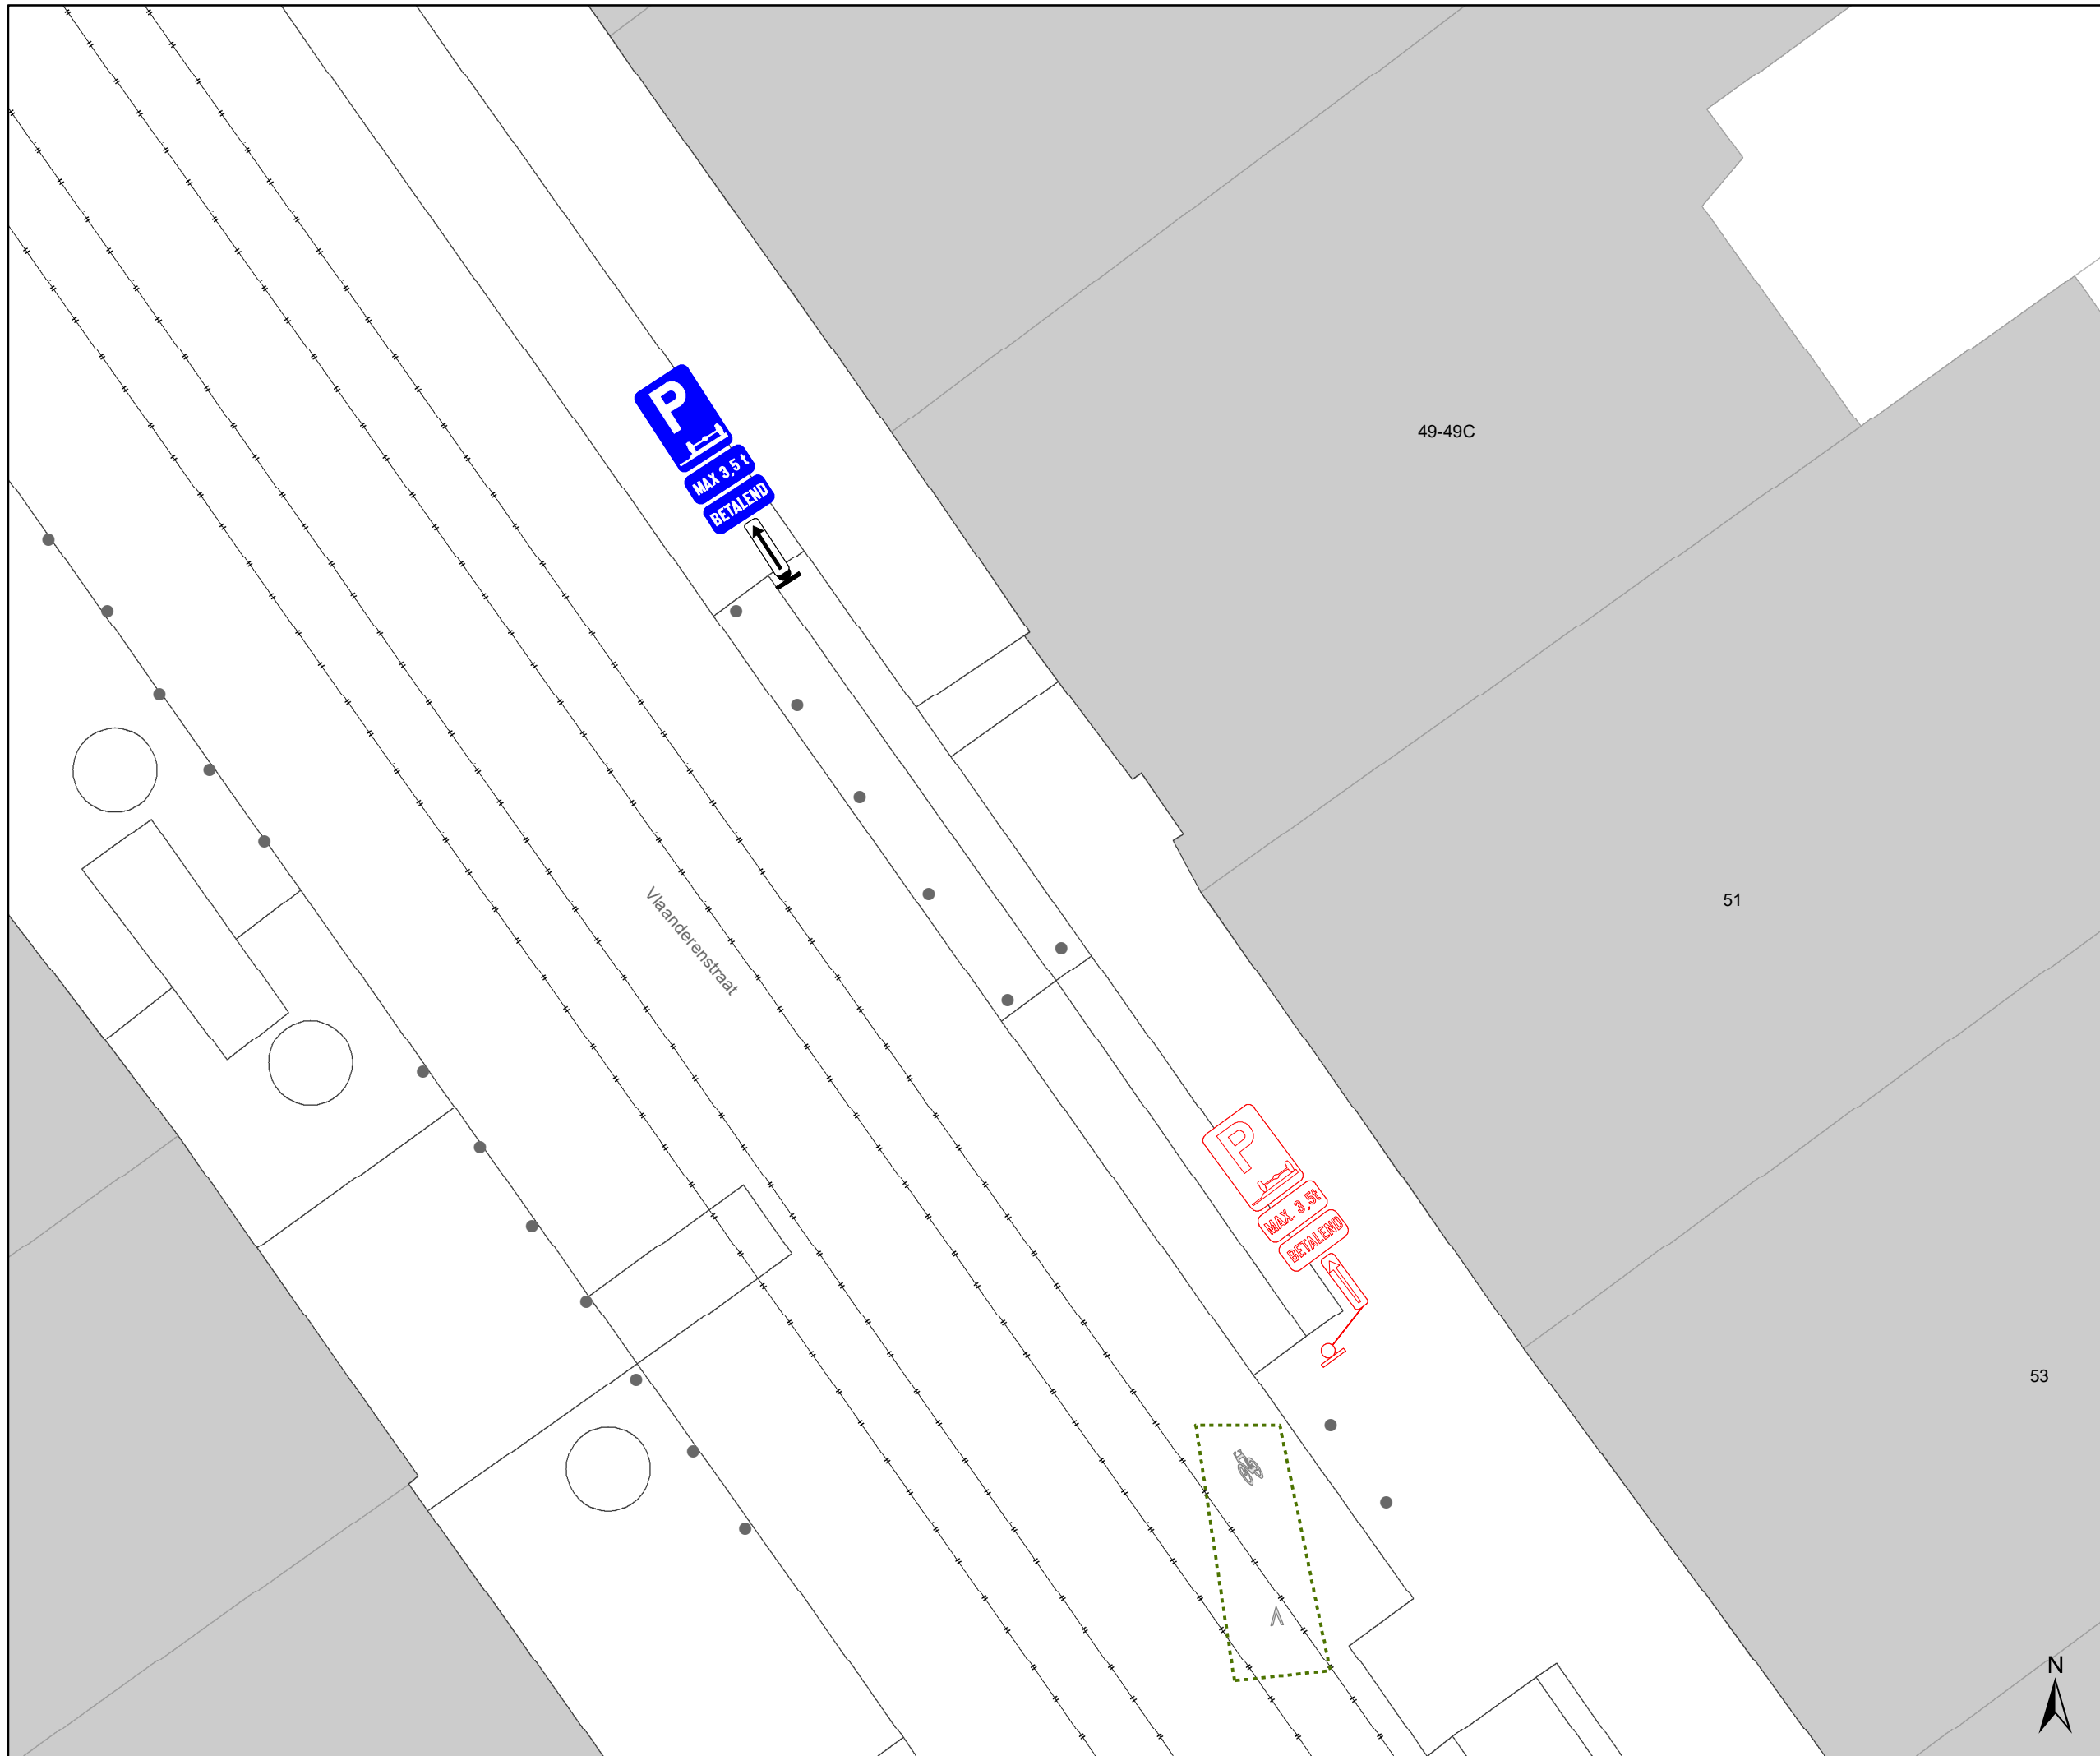 P
MAX 3,5 t
BETALEND
49-49C
51
Vlaanderenstraat
P
MAX. 3,5t
BETALEND
53
N